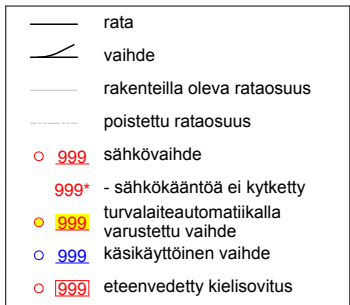 rata
vaihde
rakenteilla oleva rataosuus
poistettu rataosuus
999 sähkövaihde
999* - sähkökääntöä ei kytketty
999 turvalaiteautomatiikalla
varustettu vaihde
999 käsikäyttöinen vaihde
999 eteenvedetty kielisovitus